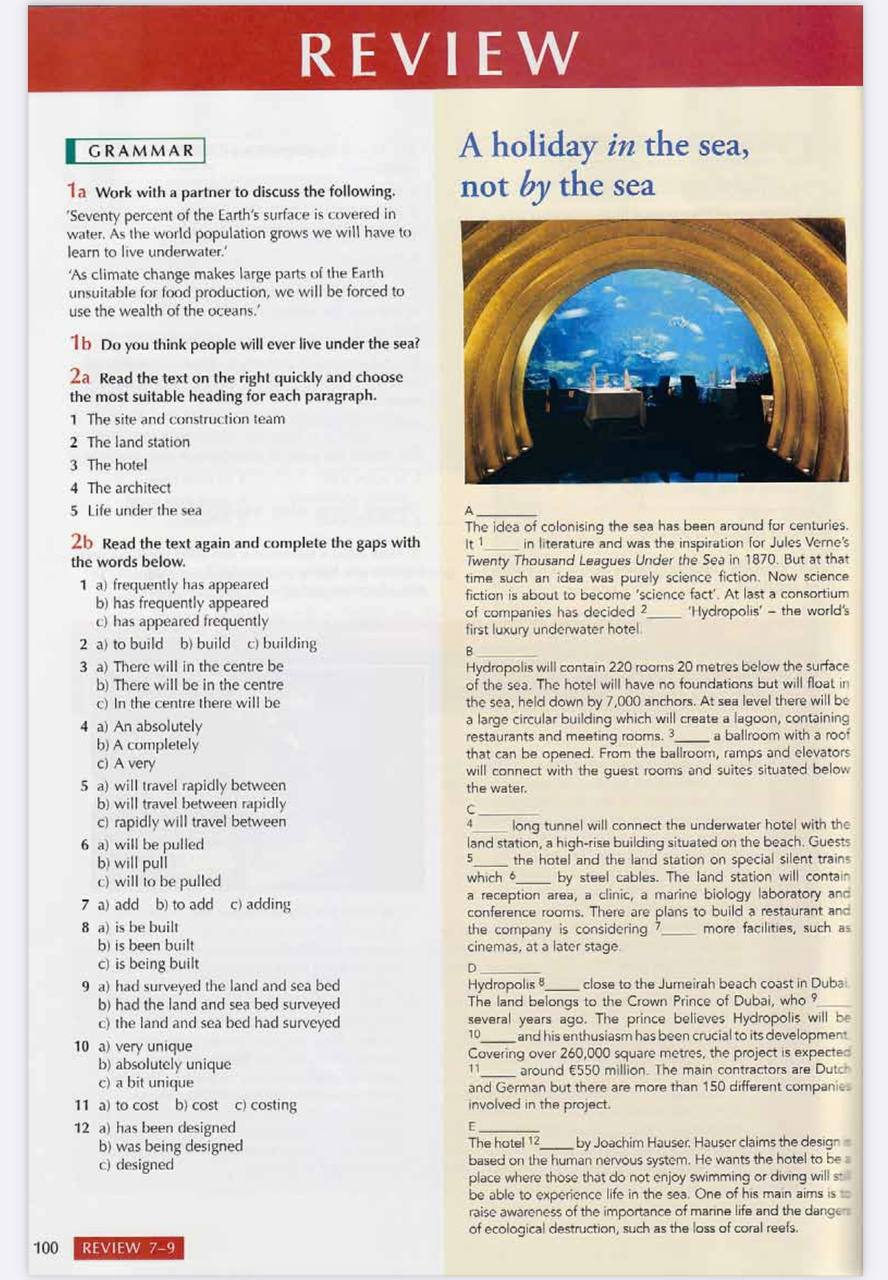 REVIEW
GRAMMAR
1a Work with a partner to discuss the following.
'Seventy percent of the Earth's surface is covered in
water. As the world population grows we will have to
learn to live underwater.'
'As climate change makes large parts of the Earth
unsuitable for food production, we will be forced to
use the wealth of the oceans.'
1b Do you think people will ever live under the sea?
2a Read the text on the right quickly and choose
the most suitable heading for each paragraph.
1 The site and construction team
2 The land station
3 The hotel
4 The architect
5 Life under the sea
2b Read the text again and complete the gaps with
the words below.
1 a) frequently has appeared
b) has frequently appeared
c) has appeared frequently
2 a) to build b) build c) building
3 a) There will in the centre be
b) There will be in the centre
c) In the centre there will be
4 a) An absolutely
b) A completely
c) A very
5 a) will travel rapidly between
b) will travel between rapidly
c) rapidly will travel between
6 a) will be pulled
b) will pull
c) will to be pulled
7 a) add b) to add c) adding
8 a) is be built
b) is been built
c) is being built
9 a) had surveyed the land and sea bed
b) had the land and sea bed surveyed
c) the land and sea bed had surveyed
10 a) very unique
b) absolutely unique
c) a bit unique
11 a) to cost b) cost c) costing
12 a) has been designed
b) was being designed
c) designed
100 REVIEW 7–9
A holiday in the sea,
not by the sea
A ______
The idea of colonising the sea has been around for centuries.
It 1____ in literature and was the inspiration for Jules Verne's
Twenty Thousand Leagues Under the Sea in 1870. But at that
time such an idea was purely science fiction. Now science
fiction is about to become 'science fact'. At last a consortium
of companies has decided 2____ 'Hydropolis' – the world's
first luxury underwater hotel.
B ______
Hydropolis will contain 220 rooms 20 metres below the surface
of the sea. The hotel will have no foundations but will float in
the sea, held down by 7,000 anchors. At sea level there will be
a large circular building which will create a lagoon, containing
restaurants and meeting rooms. 3____ a ballroom with a roof
that can be opened. From the ballroom, ramps and elevators
will connect with the guest rooms and suites situated below
the water.
C ______
4____ long tunnel will connect the underwater hotel with the
land station, a high-rise building situated on the beach. Guests
5____ the hotel and the land station on special silent trains
which 6____ by steel cables. The land station will contain
a reception area, a clinic, a marine biology laboratory and
conference rooms. There are plans to build a restaurant and
the company is considering 7____ more facilities, such as
cinemas, at a later stage.
D ______
Hydropolis 8____ close to the Jumeirah beach coast in Dubai.
The land belongs to the Crown Prince of Dubai, who 9____
several years ago. The prince believes Hydropolis will be
10____ and his enthusiasm has been crucial to its development.
Covering over 260,000 square metres, the project is expected
11____ around €550 million. The main contractors are Dutch
and German but there are more than 150 different companies
involved in the project.
E ______
The hotel 12____ by Joachim Hauser. Hauser claims the design
based on the human nervous system. He wants the hotel to be a
place where those that do not enjoy swimming or diving will
be able to experience life in the sea. One of his main aims is to
raise awareness of the importance of marine life and the dangers
of ecological destruction, such as the loss of coral reefs.